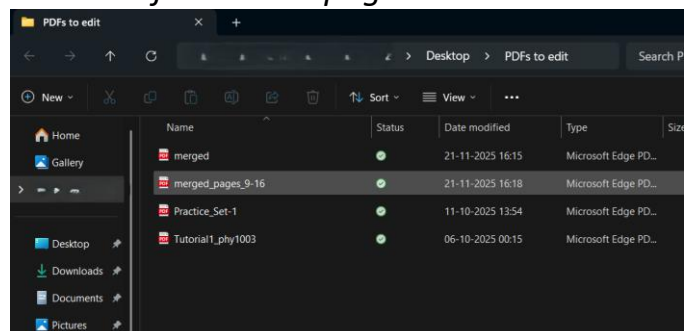 PDFs to edit
Desktop > PDFs to edit Search P
New Sort View
Name Status Date modified Type Size
Home
Gallery
merged 21-11-2025 16:15 Microsoft Edge PD...
merged_pages_9-16 21-11-2025 16:18 Microsoft Edge PD...
Practice_Set-1 11-10-2025 13:54 Microsoft Edge PD...
Tutorial1_phy1003 06-10-2025 00:15 Microsoft Edge PD...
Desktop
Downloads
Documents
Pictures